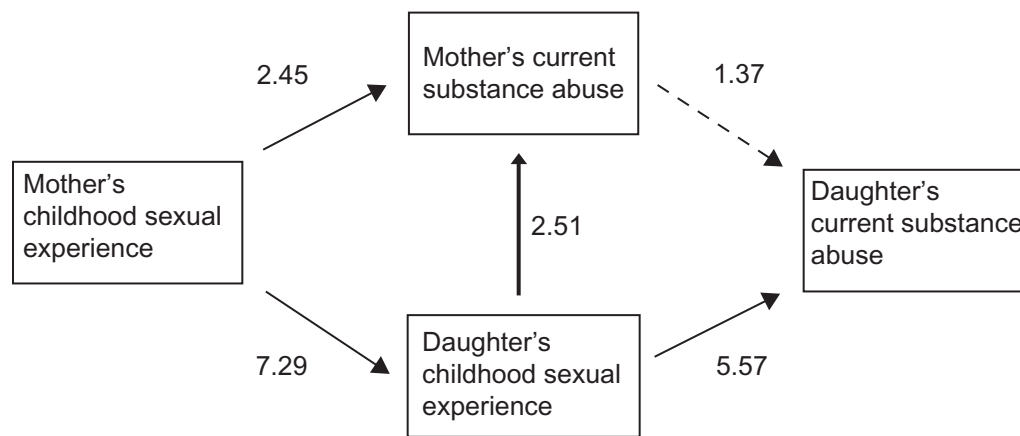 Mother’s current
substance abuse
2.45
1.37
Mother’s
childhood sexual
experience
Daughter’s
current substance
abuse
2.51
Daughter’s
childhood sexual
experience
7.29
5.57